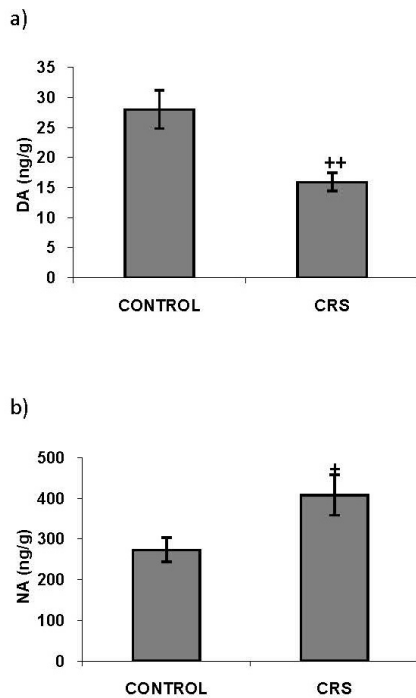 a)
35
30
25
20
15
10
5
0
DA (ng/g)
++
CONTROL CRS
b)
500
400
300
200
100
0
NA (ng/g)
+
CONTROL CRS